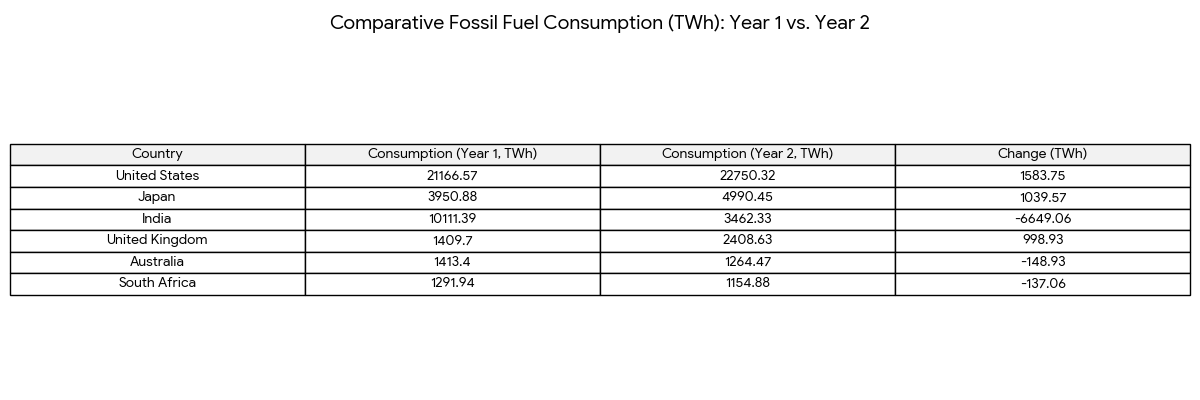 Comparative Fossil Fuel Consumption (TWh): Year 1 vs. Year 2
Country Consumption (Year 1, TWh) Consumption (Year 2, TWh) Change (TWh)
United States 21166.57 22750.32 1583.75
Japan 3950.88 4990.45 1039.57
India 10111.39 3462.33 -6649.06
United Kingdom 1409.7 2408.63 998.93
Australia 1413.4 1264.47 -148.93
South Africa 1291.94 1154.88 -137.06